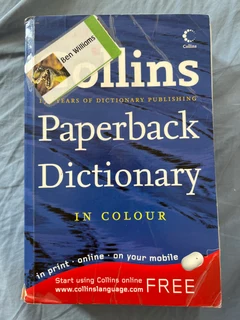 Ben Williams
Collins
Collins
YEARS OF DICTIONARY PUBLISHING
Paperback
Dictionary
IN COLOUR
in print · online · on your mobile
Start using Collins online
www.collinslanguage.com FREE